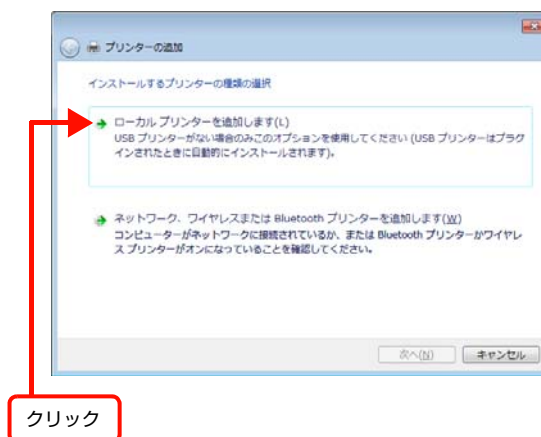 プリンターの追加
インストールするプリンターの種類の選択
ローカル プリンターを追加します(L)
USB プリンターがない場合のみこのオプションを使用してください (USB プリンターはプラグ
インされたときに自動的にインストールされます)。
ネットワーク、ワイヤレスまたは Bluetooth プリンターを追加します(W)
コンピューターがネットワークに接続されているか、または Bluetooth プリンターかワイヤレ
ス プリンターがオンになっていることを確認してください。
次へ(N) キャンセル
クリック